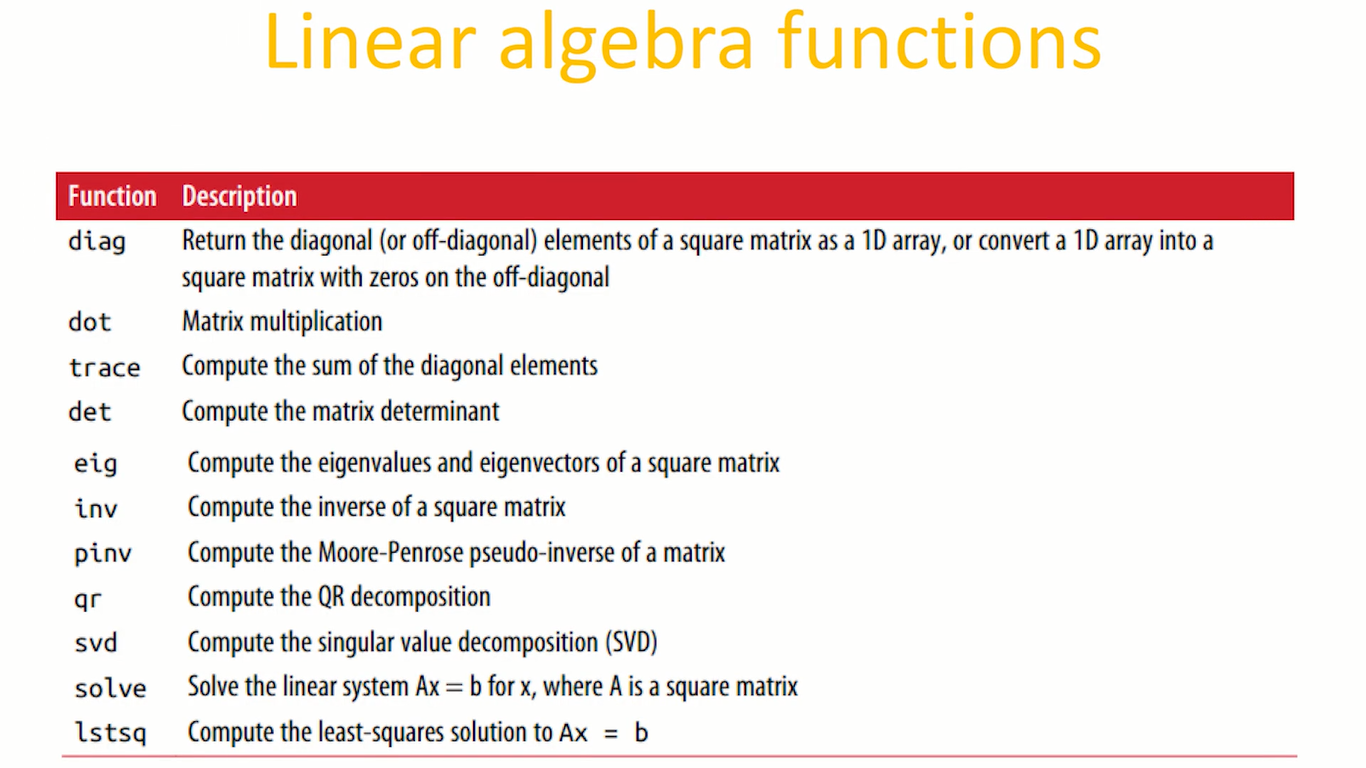 Linear algebra functions
Function Description
diag Return the diagonal (or off-diagonal) elements of a square matrix as a 1D array, or convert a 1D array into a
square matrix with zeros on the off-diagonal
dot Matrix multiplication
trace Compute the sum of the diagonal elements
det Compute the matrix determinant
eig Compute the eigenvalues and eigenvectors of a square matrix
inv Compute the inverse of a square matrix
pinv Compute the Moore-Penrose pseudo-inverse of a matrix
qr Compute the QR decomposition
svd Compute the singular value decomposition (SVD)
solve Solve the linear system Ax = b for x, where A is a square matrix
lstsq Compute the least-squares solution to Ax = b